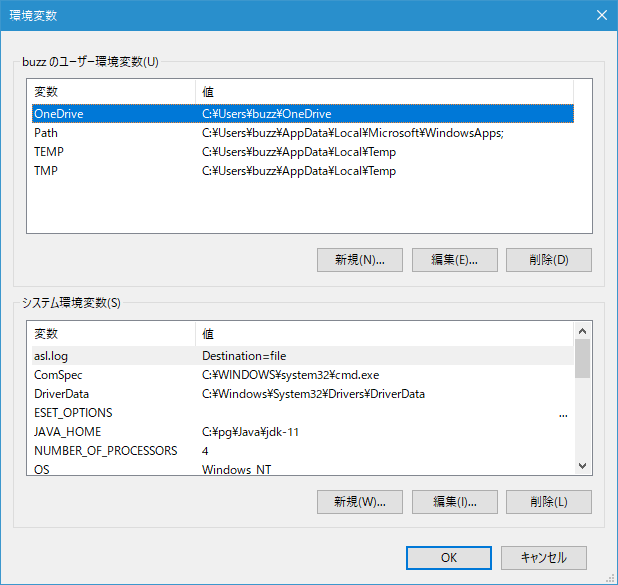 環境変数
buzz のユーザー環境変数(U)
変数 値
OneDrive C:¥Users¥buzz¥OneDrive
Path C:¥Users¥buzz¥AppData¥Local¥Microsoft¥WindowsApps;
TEMP C:¥Users¥buzz¥AppData¥Local¥Temp
TMP C:¥Users¥buzz¥AppData¥Local¥Temp
新規(N)... 編集(E)... 削除(D)
システム環境変数(S)
変数 値
asl.log Destination=file
ComSpec C:¥WINDOWS¥system32¥cmd.exe
DriverData C:¥Windows¥System32¥Drivers¥DriverData
ESET_OPTIONS ...
JAVA_HOME C:¥pg¥Java¥jdk-11
NUMBER_OF_PROCESSORS 4
OS Windows_NT
新規(W)... 編集(I)... 削除(L)
OK キャンセル